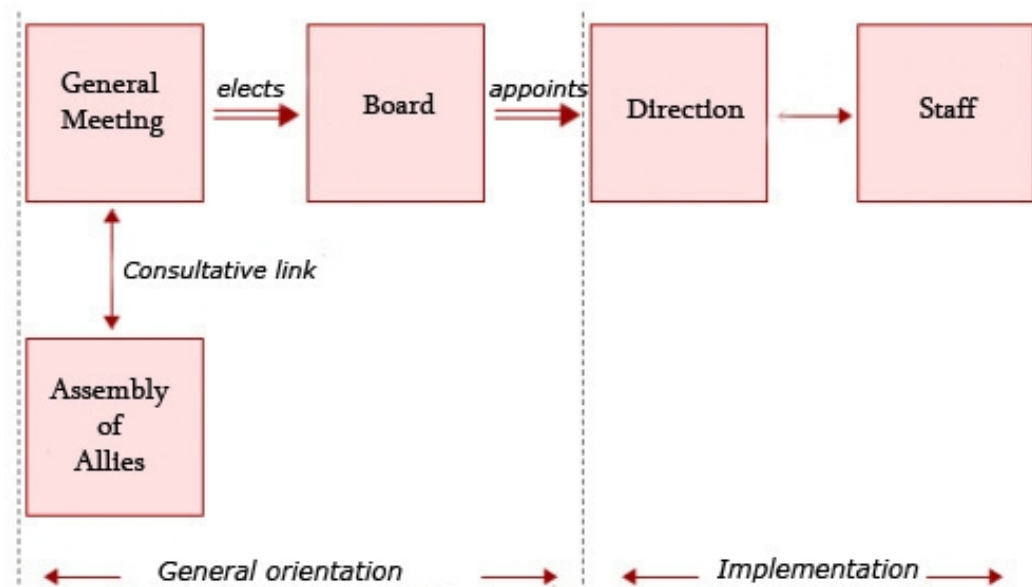 General
Meeting
elects
Board
appoints
Direction
Staff
Consultative link
Assembly
of
Allies
General orientation
Implementation